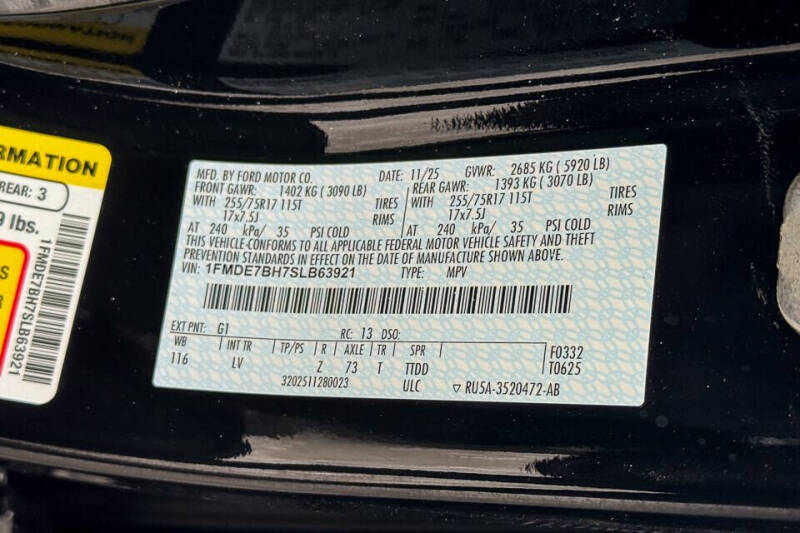 ORMATION
REAR: 3
9 lbs.
S
R
1FMDE7BH7SLB63921
MFD. BY FORD MOTOR CO. DATE: 11/25 GVWR: 2685 KG ( 5920 LB)
FRONT GAWR: 1402 KG ( 3090 LB) REAR GAWR: 1393 KG ( 3070 LB)
WITH 255/75R17 115T TIRES WITH 255/75R17 115T TIRES
17x7.5J RIMS 17x7.5J RIMS
AT 240 kPa/ 35 PSI COLD AT 240 kPa/ 35 PSI COLD
THIS VEHICLE-CONFORMS TO ALL APPLICABLE FEDERAL MOTOR VEHICLE SAFETY AND THEFT
PREVENTION STANDARDS IN EFFECT ON THE DATE OF MANUFACTURE SHOWN ABOVE.
VIN: 1FMDE7BH7SLB63921 TYPE: MPV
EXT PNT: G1 RC: 13 DSO:
WB INT TR TP/PS R AXLE TR SPR F0332
116 LV Z 73 T TTDD T0625
3202511280023 ULC ▽ RU5A-3520472-AB